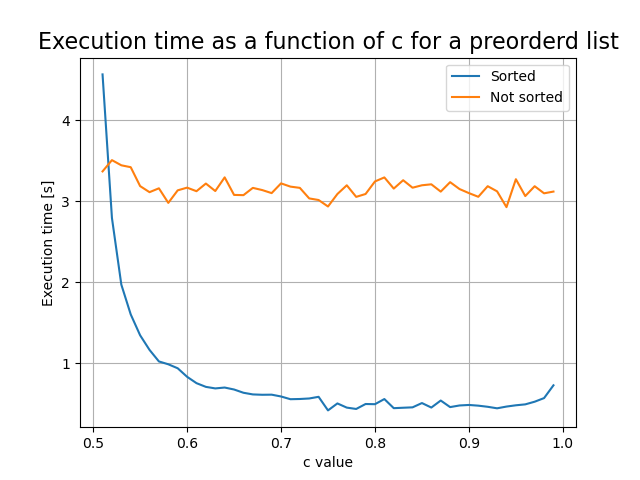 Execution time as a function of c for a preorderd list
Sorted
Not sorted
Execution time [s]
4
3
2
1
0.5 0.6 0.7 0.8 0.9 1.0
c value